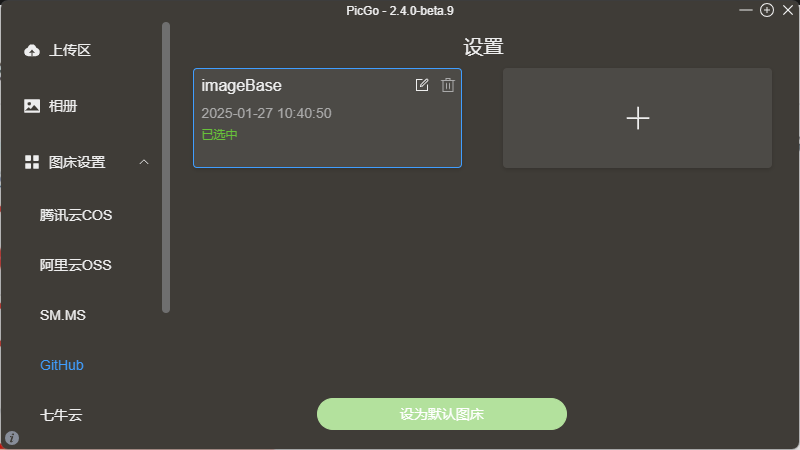 PicGo - 2.4.0-beta.9
上传区
相册
图床设置
腾讯云COS
阿里云OSS
SM.MS
GitHub
七牛云
设置
imageBase
2025-01-27 10:40:50
已选中
设为默认图床